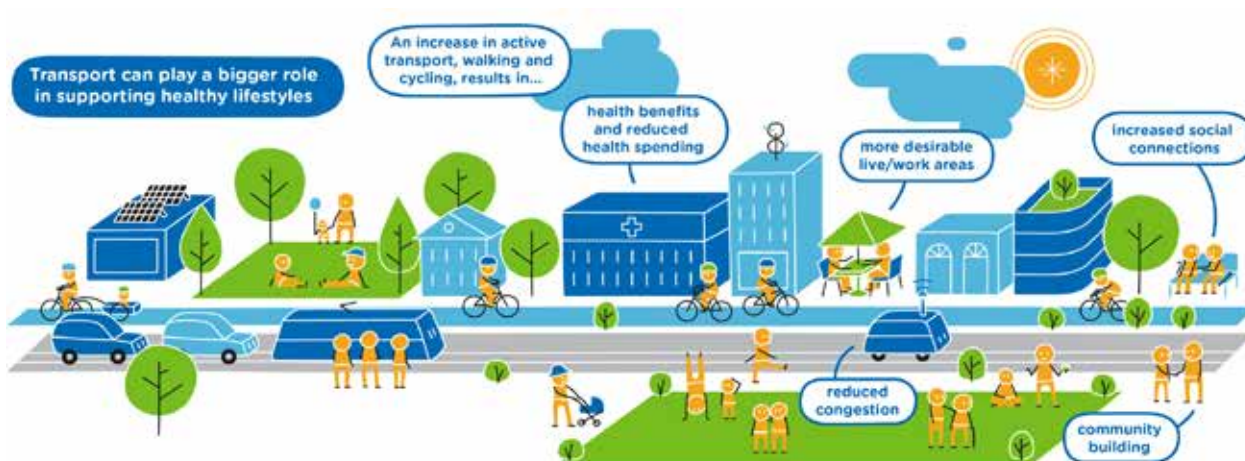 Transport can play a bigger role
in supporting healthy lifestyles
An increase in active
transport, walking and
cycling, results in...
health benefits
and reduced
health spending
more desirable
live/work areas
increased social
connections
reduced
congestion
community
building